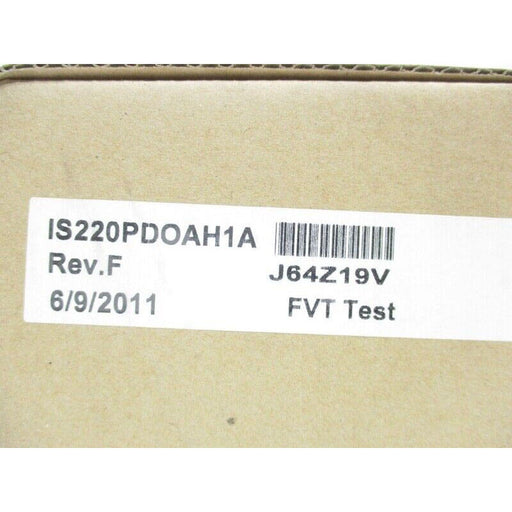 IS220PDOAH1A
Rev.F J64Z19V
6/9/2011 FVT Test